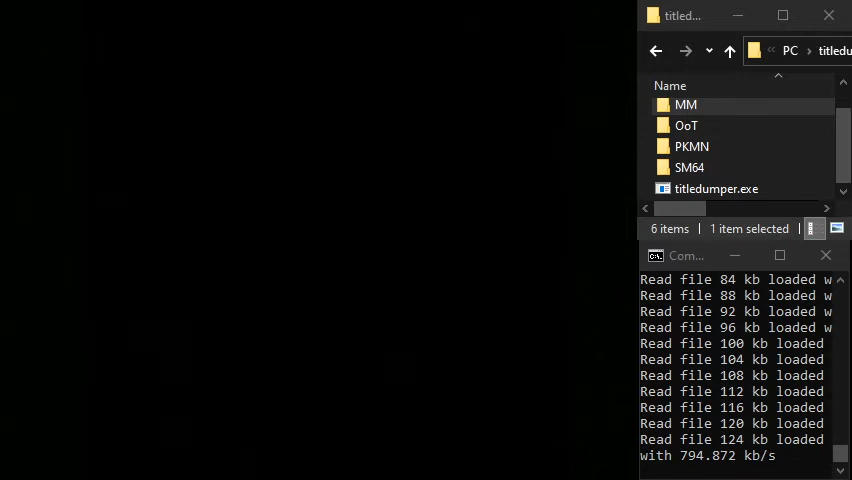 titled...
PC
titledu
Name
MM
OoT
PKMN
SM64
titledumper.exe
6 items
1 item selected
Com...
Read file 84 kb loaded w
Read file 88 kb loaded w
Read file 92 kb loaded w
Read file 96 kb loaded w
Read file 100 kb loaded
Read file 104 kb loaded
Read file 108 kb loaded
Read file 112 kb loaded
Read file 116 kb loaded
Read file 120 kb loaded
Read file 124 kb loaded
with 794.872 kb/s